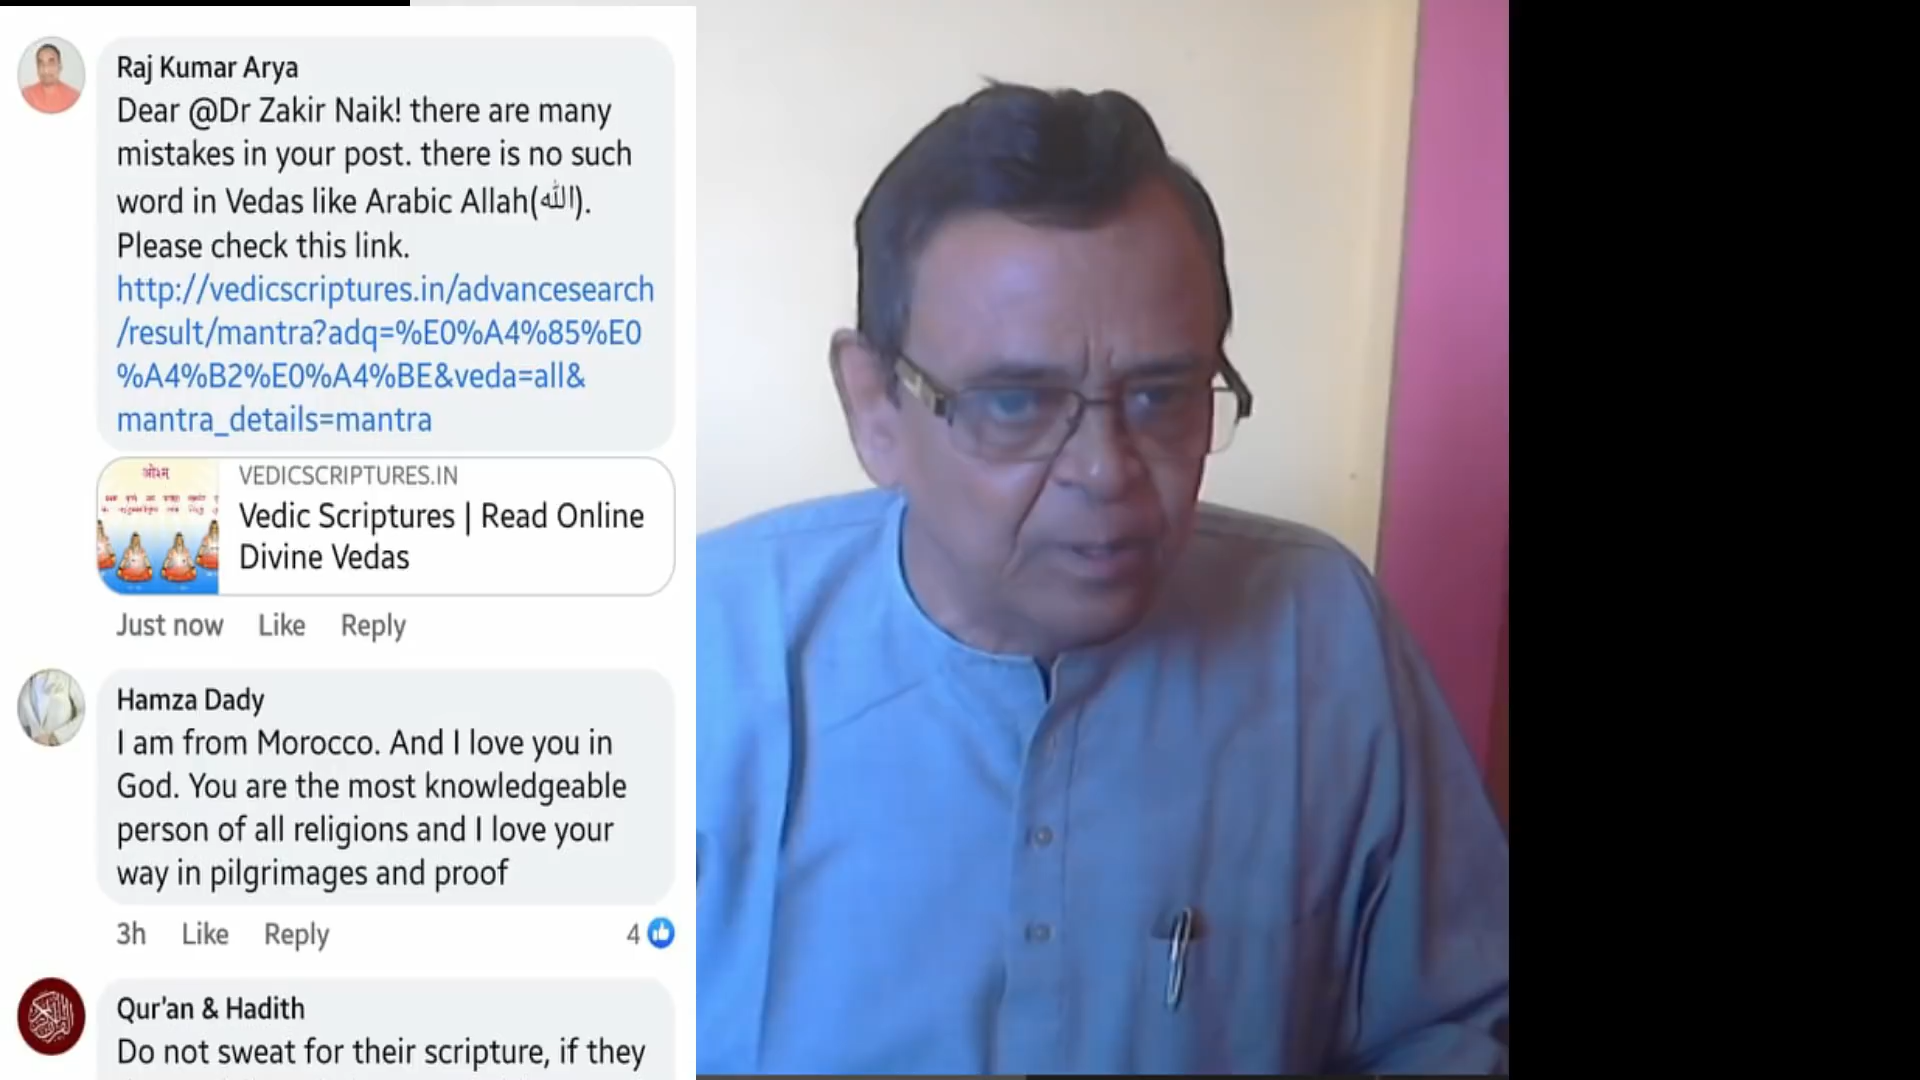 Raj Kumar Arya
Dear @Dr Zakir Naik! there are many
mistakes in your post. there is no such
word in Vedas like Arabic Allah(الله).
Please check this link.
http://vedicscriptures.in/advancesearch
/result/mantra?adq=%E0%A4%85%E0
%A4%B2%E0%A4%BE&veda=all&
mantra_details=mantra
ओ३म्
VEDICSCRIPTURES.IN
Vedic Scriptures | Read Online
Divine Vedas
Just now Like Reply
Hamza Dady
I am from Morocco. And I love you in
God. You are the most knowledgeable
person of all religions and I love your
way in pilgrimages and proof
3h Like Reply 4
Qur'an & Hadith
Do not sweat for their scripture, if they